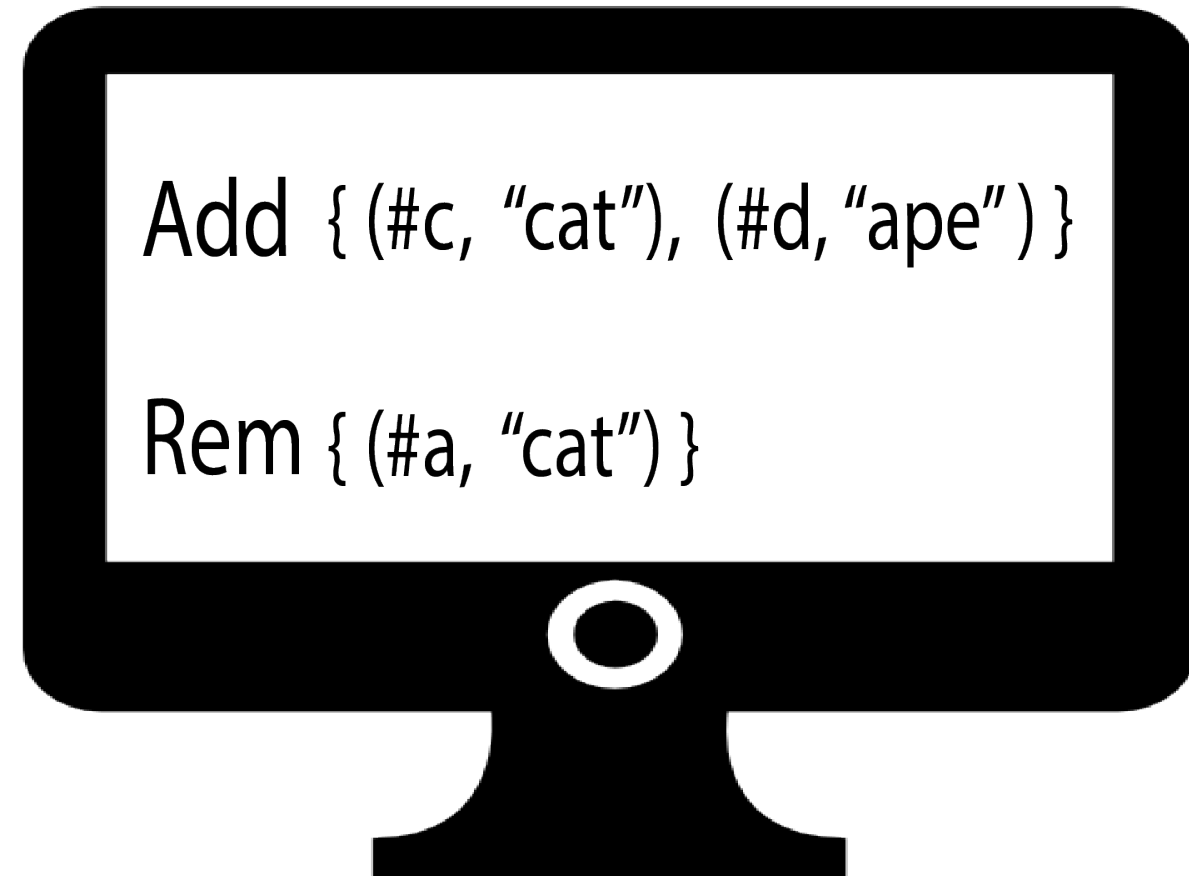 Add { (#c, “cat”), (#d, “ape” ) }
Rem { (#a, “cat”) }